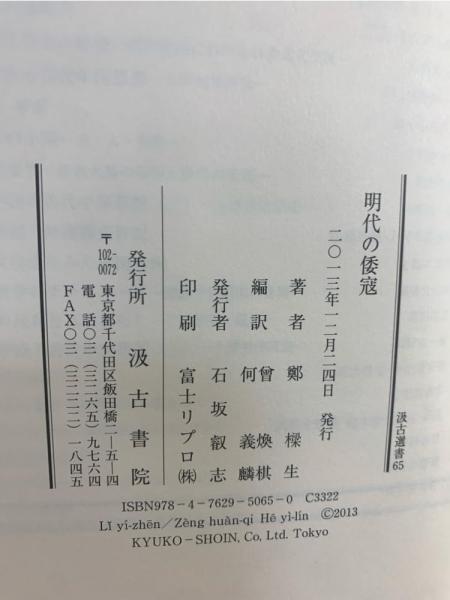 汲古選書 65
明代の倭寇
二〇一三年一二月二四日 発行
著者 鄭樑生
編訳 曾煥棋
何義麟
発行者 石坂叡志
印刷 富士リプロ㈱
発行所 汲古書院
〒102-0072 東京都千代田区飯田橋二-五-四
電話〇三(三二六五)九七六四
FAX〇三(三二二二)一八四五
ISBN978-4-7629-5065-0 C3322
Lǐ yí-zhēn/Zēng huàn-qí Hé yì-lín ©2013
KYUKO-SHOIN, Co, Ltd. Tokyo